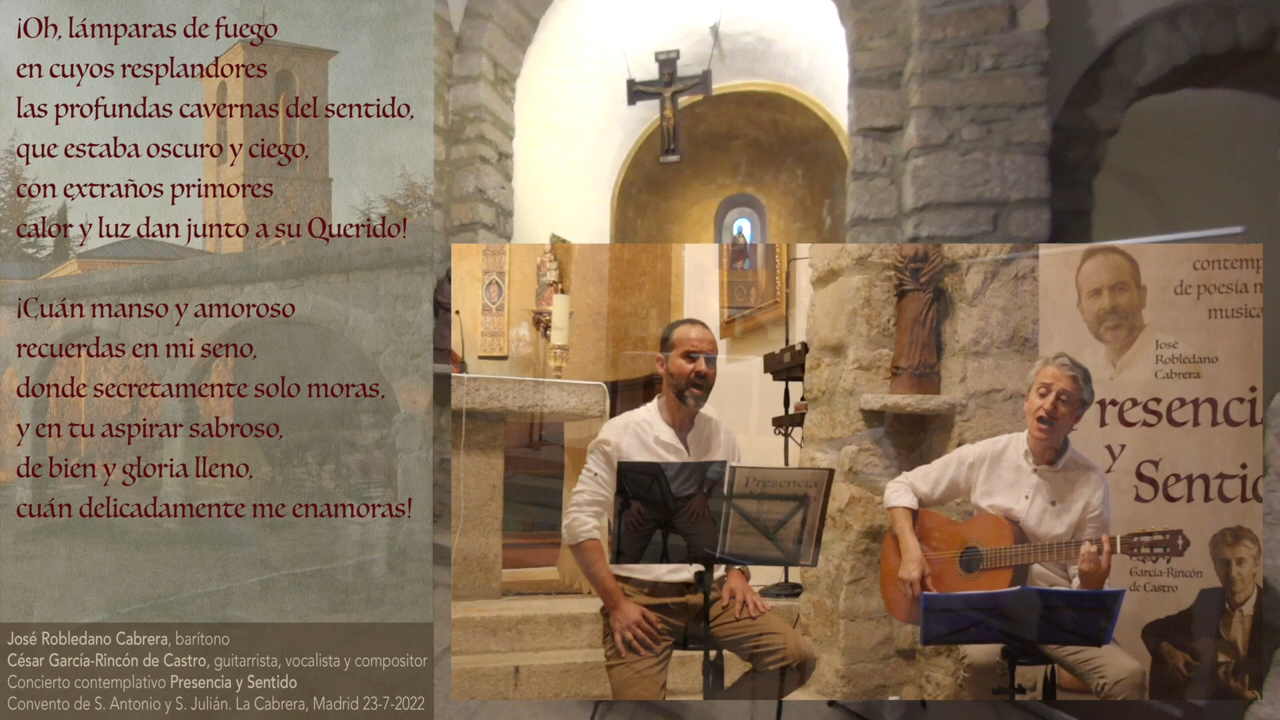 ¡Oh, lámparas de fuego
en cuyos resplandores
las profundas cavernas del sentido,
que estaba oscuro y ciego,
con extraños primores
calor y luz dan junto a su Querido!
¡Cuán manso y amoroso
recuerdas en mi seno,
donde secretamente solo moras,
y en tu aspirar sabroso,
de bien y gloria lleno,
cuán delicadamente me enamoras!
José Robledano Cabrera, barítono
César García-Rincón de Castro, guitarrista, vocalista y compositor
Concierto contemplativo Presencia y Sentido
Convento de S. Antonio y S. Julián. La Cabrera, Madrid 23-7-2022
contemp
de poesía m
musica
José
Robledano
Cabrera
resenci
y
Sentid
García-Rincón
de Castro
Presencia